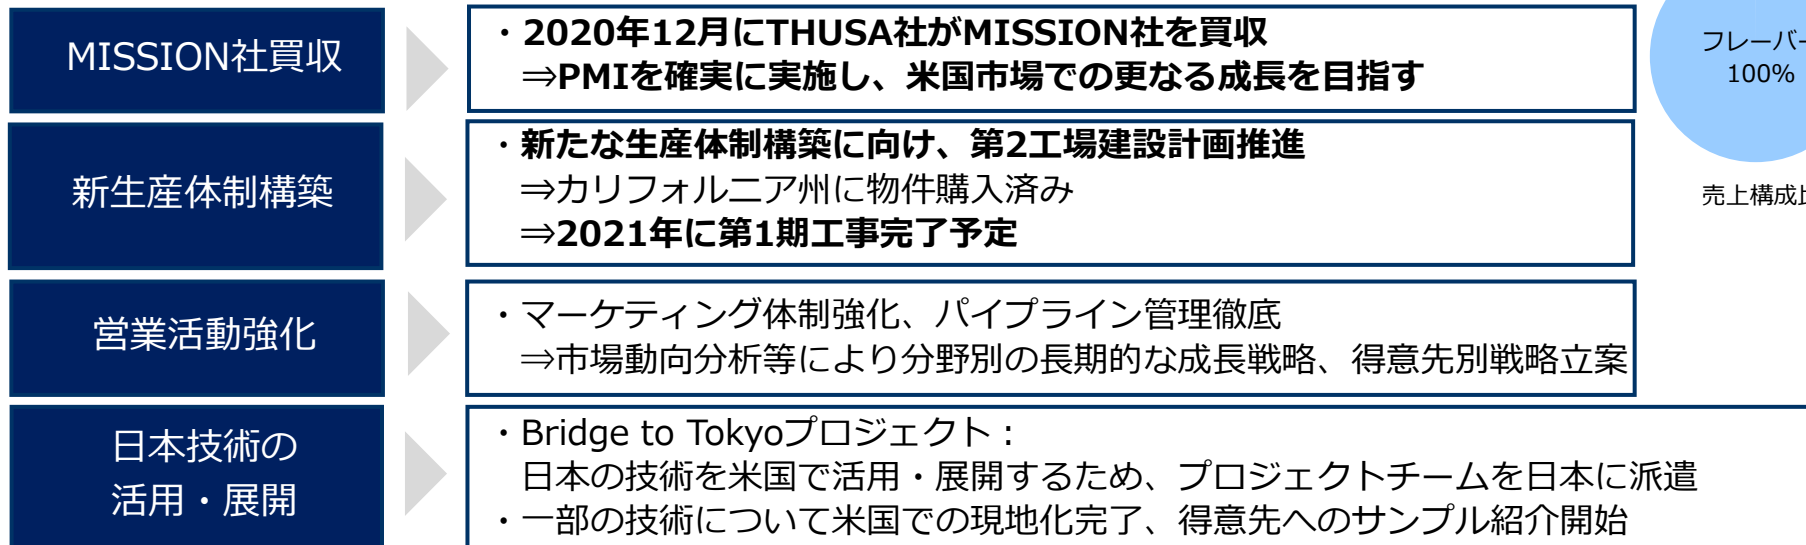 MISSION社買収
・2020年12月にTHUSA社がMISSION社を買収
⇒PMIを確実に実施し、米国市場での更なる成長を目指す
新生産体制構築
・新たな生産体制構築に向け、第2工場建設計画推進
⇒カリフォルニア州に物件購入済み
⇒2021年に第1期工事完了予定
営業活動強化
・マーケティング体制強化、パイプライン管理徹底
⇒市場動向分析等により分野別の長期的な成長戦略、得意先別戦略立案
日本技術の
活用・展開
・Bridge to Tokyoプロジェクト：
日本の技術を米国で活用・展開するため、プロジェクトチームを日本に派遣
・一部の技術について米国での現地化完了、得意先へのサンプル紹介開始
フレーバー
100%
売上構成